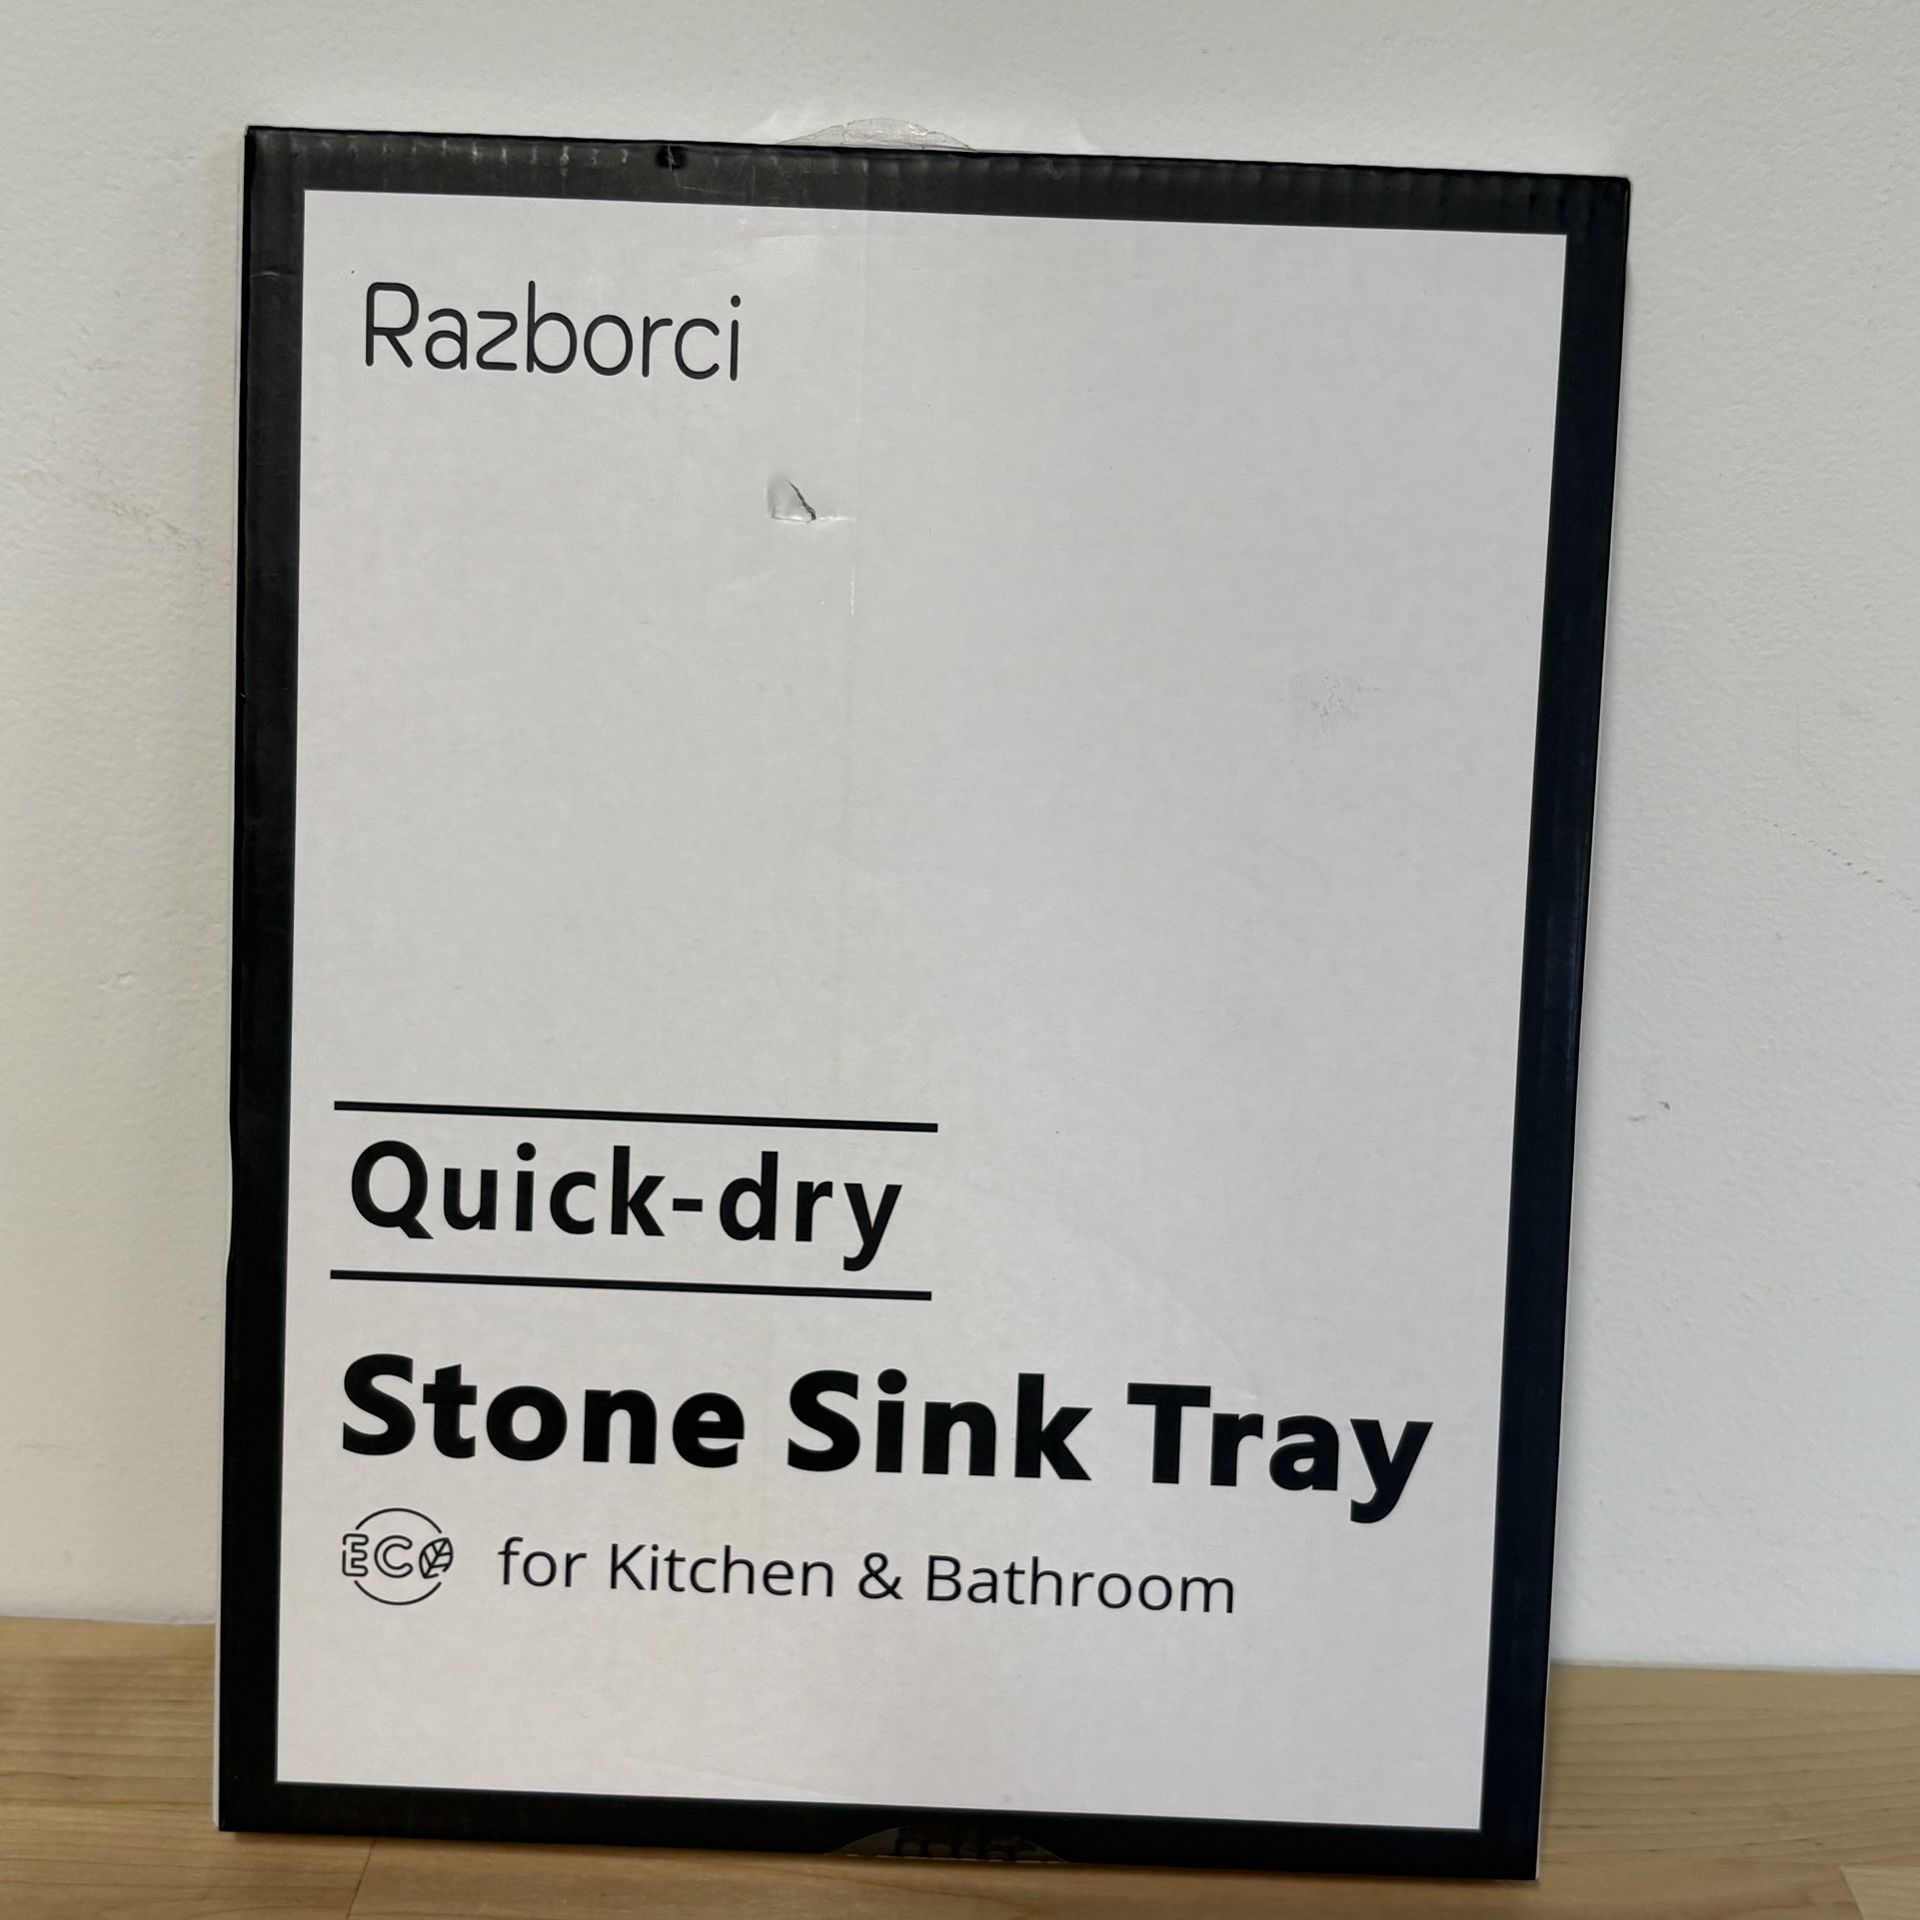 Razborci
Quick-dry
Stone Sink Tray
ECO for Kitchen & Bathroom